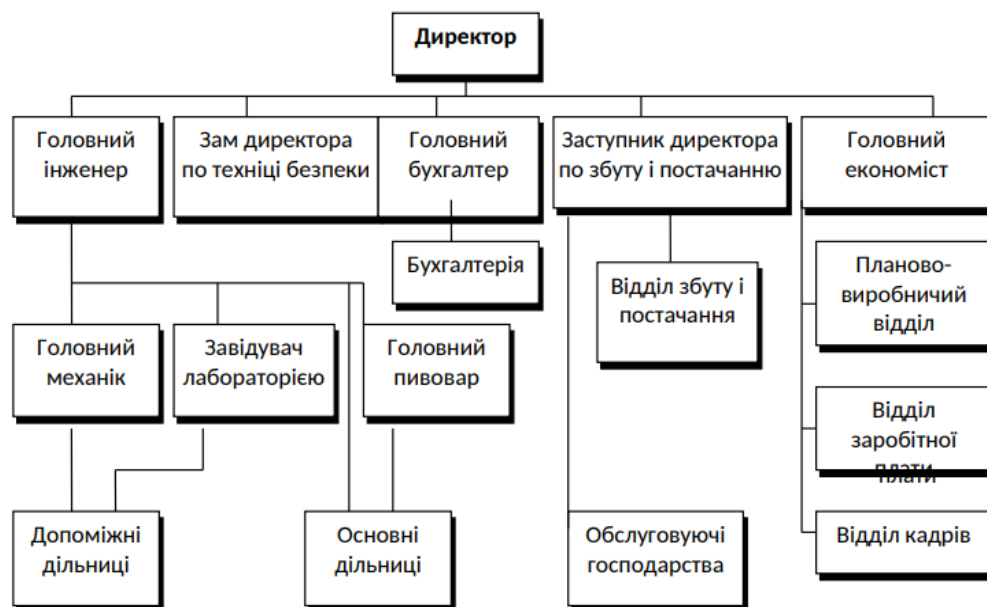 Директор
Головний
інженер
Зам директора
по техніці безпеки
Головний
бухгалтер
Заступник директора
по збуту і постачанню
Головний
економіст
Бухгалтерія
Відділ збуту і
постачання
Планово-
виробничий
відділ
Головний
механік
Завідувач
лабораторією
Головний
пивовар
Відділ
заробітної
плати
Допоміжні
дільниці
Основні
дільниці
Обслуговуючі
господарства
Відділ кадрів